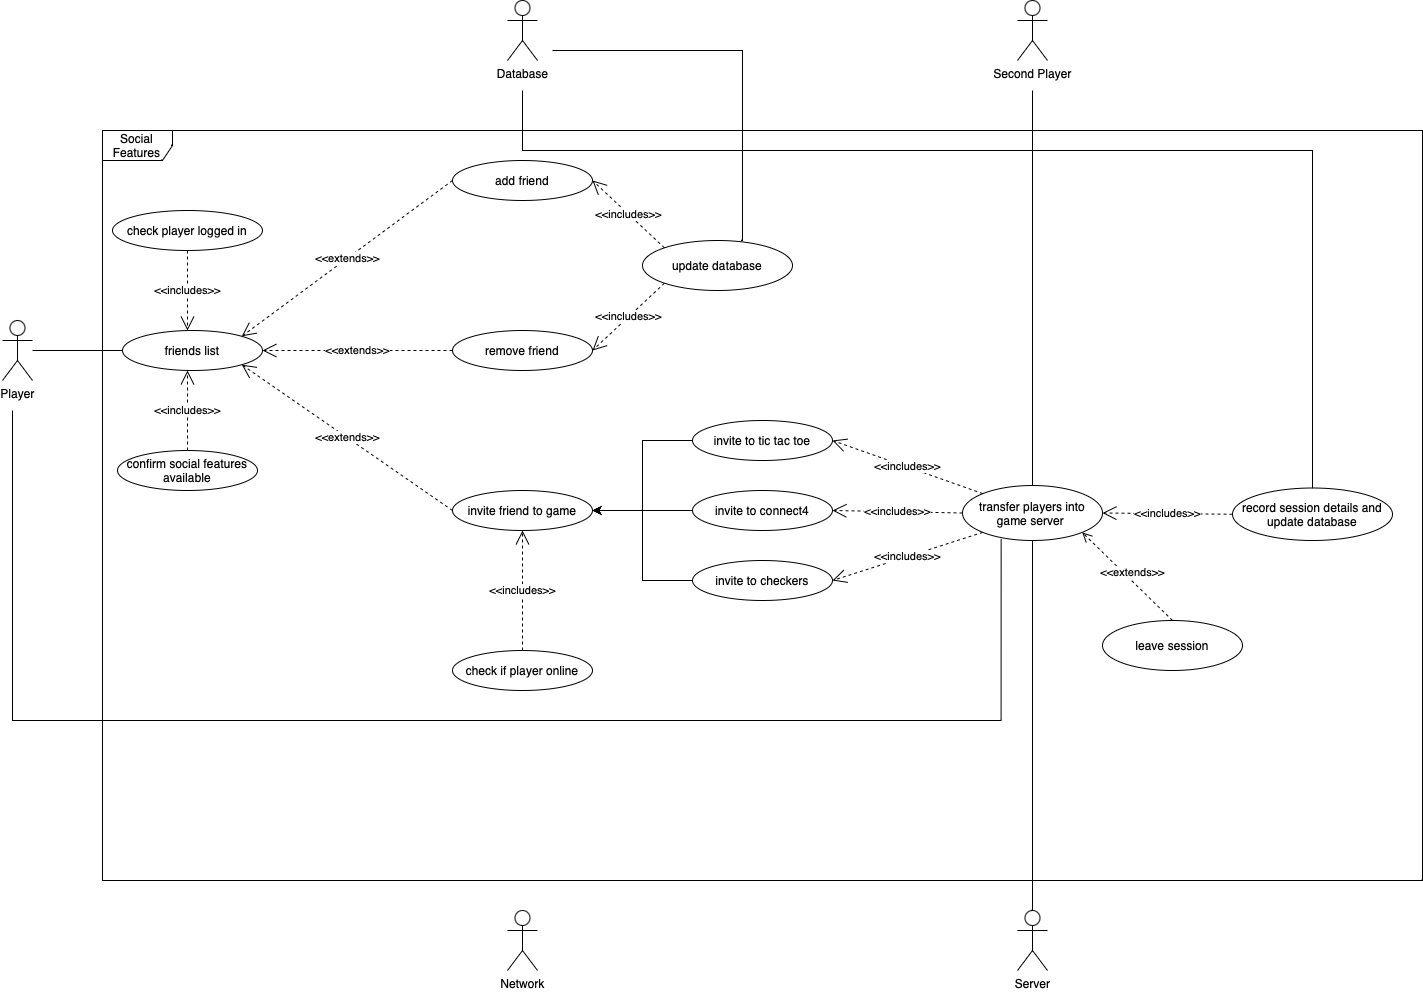 Database
Second Player
Social
Features
add friend
<<includes>>
check player logged in
<<extends>>
update database
<<includes>>
<<includes>>
friends list
<<extends>>
remove friend
Player
<<includes>>
<<extends>>
invite to tic tac toe
confirm social features
available
<<includes>>
invite friend to game
invite to connect4
<<includes>>
transfer players into
game server
<<includes>>
record session details and
update database
<<includes>>
invite to checkers
<<extends>>
<<includes>>
leave session
check if player online
Network
Server